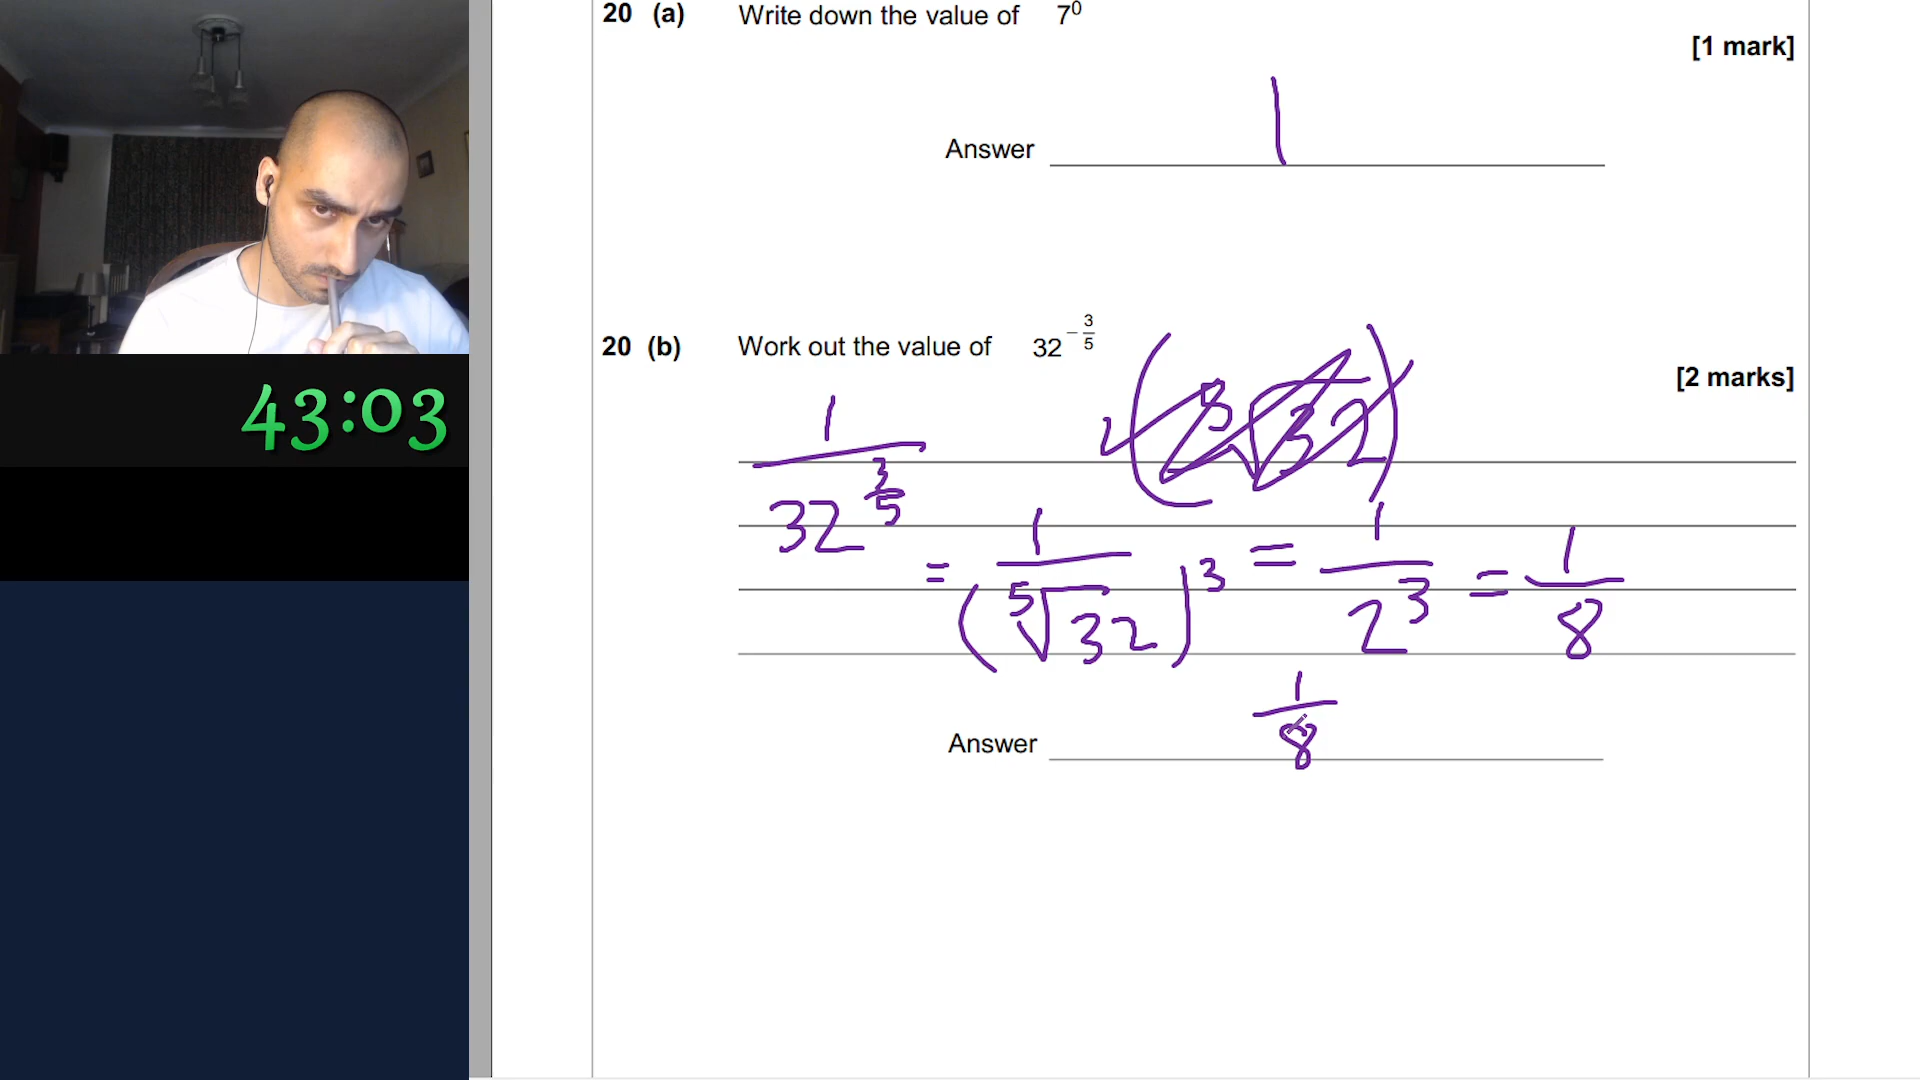 20 (a) Write down the value of 7⁰
[1 mark]
1
Answer
20 (b) Work out the value of 32^(-3/5)
[2 marks]
43:03
1/32^(3/5)
(⁵√32)
= 1/(⁵√32)³ = 1/2³ = 1/8
1/8
Answer